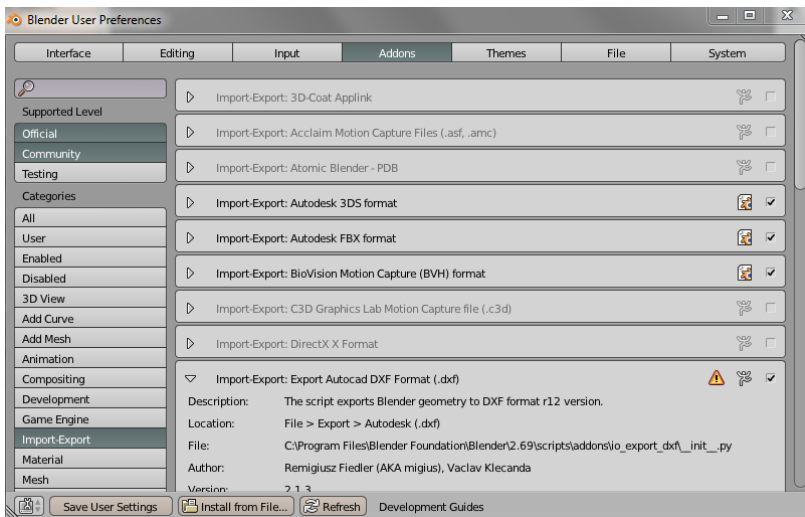 Blender User Preferences
Interface Editing Input Addons Themes File System
Supported Level
Official
Community
Testing
Categories
All
User
Enabled
Disabled
3D View
Add Curve
Add Mesh
Animation
Compositing
Development
Game Engine
Import-Export
Material
Mesh
Import-Export: 3D-Coat Applink
Import-Export: Acclaim Motion Capture Files (.asf, .amc)
Import-Export: Atomic Blender - PDB
Import-Export: Autodesk 3DS format
Import-Export: Autodesk FBX format
Import-Export: BioVision Motion Capture (BVH) format
Import-Export: C3D Graphics Lab Motion Capture file (.c3d)
Import-Export: DirectX X Format
Import-Export: Export Autocad DXF Format (.dxf)
Description: The script exports Blender geometry to DXF format r12 version.
Location: File > Export > Autodesk (.dxf)
File: C:\Program Files\Blender Foundation\Blender\2.69\scripts\addons\io_export_dxf\__init__.py
Author: Remigiusz Fiedler (AKA migius), Vaclav Klecanda
Version: 2.1.3
Save User Settings Install from File... Refresh Development Guides